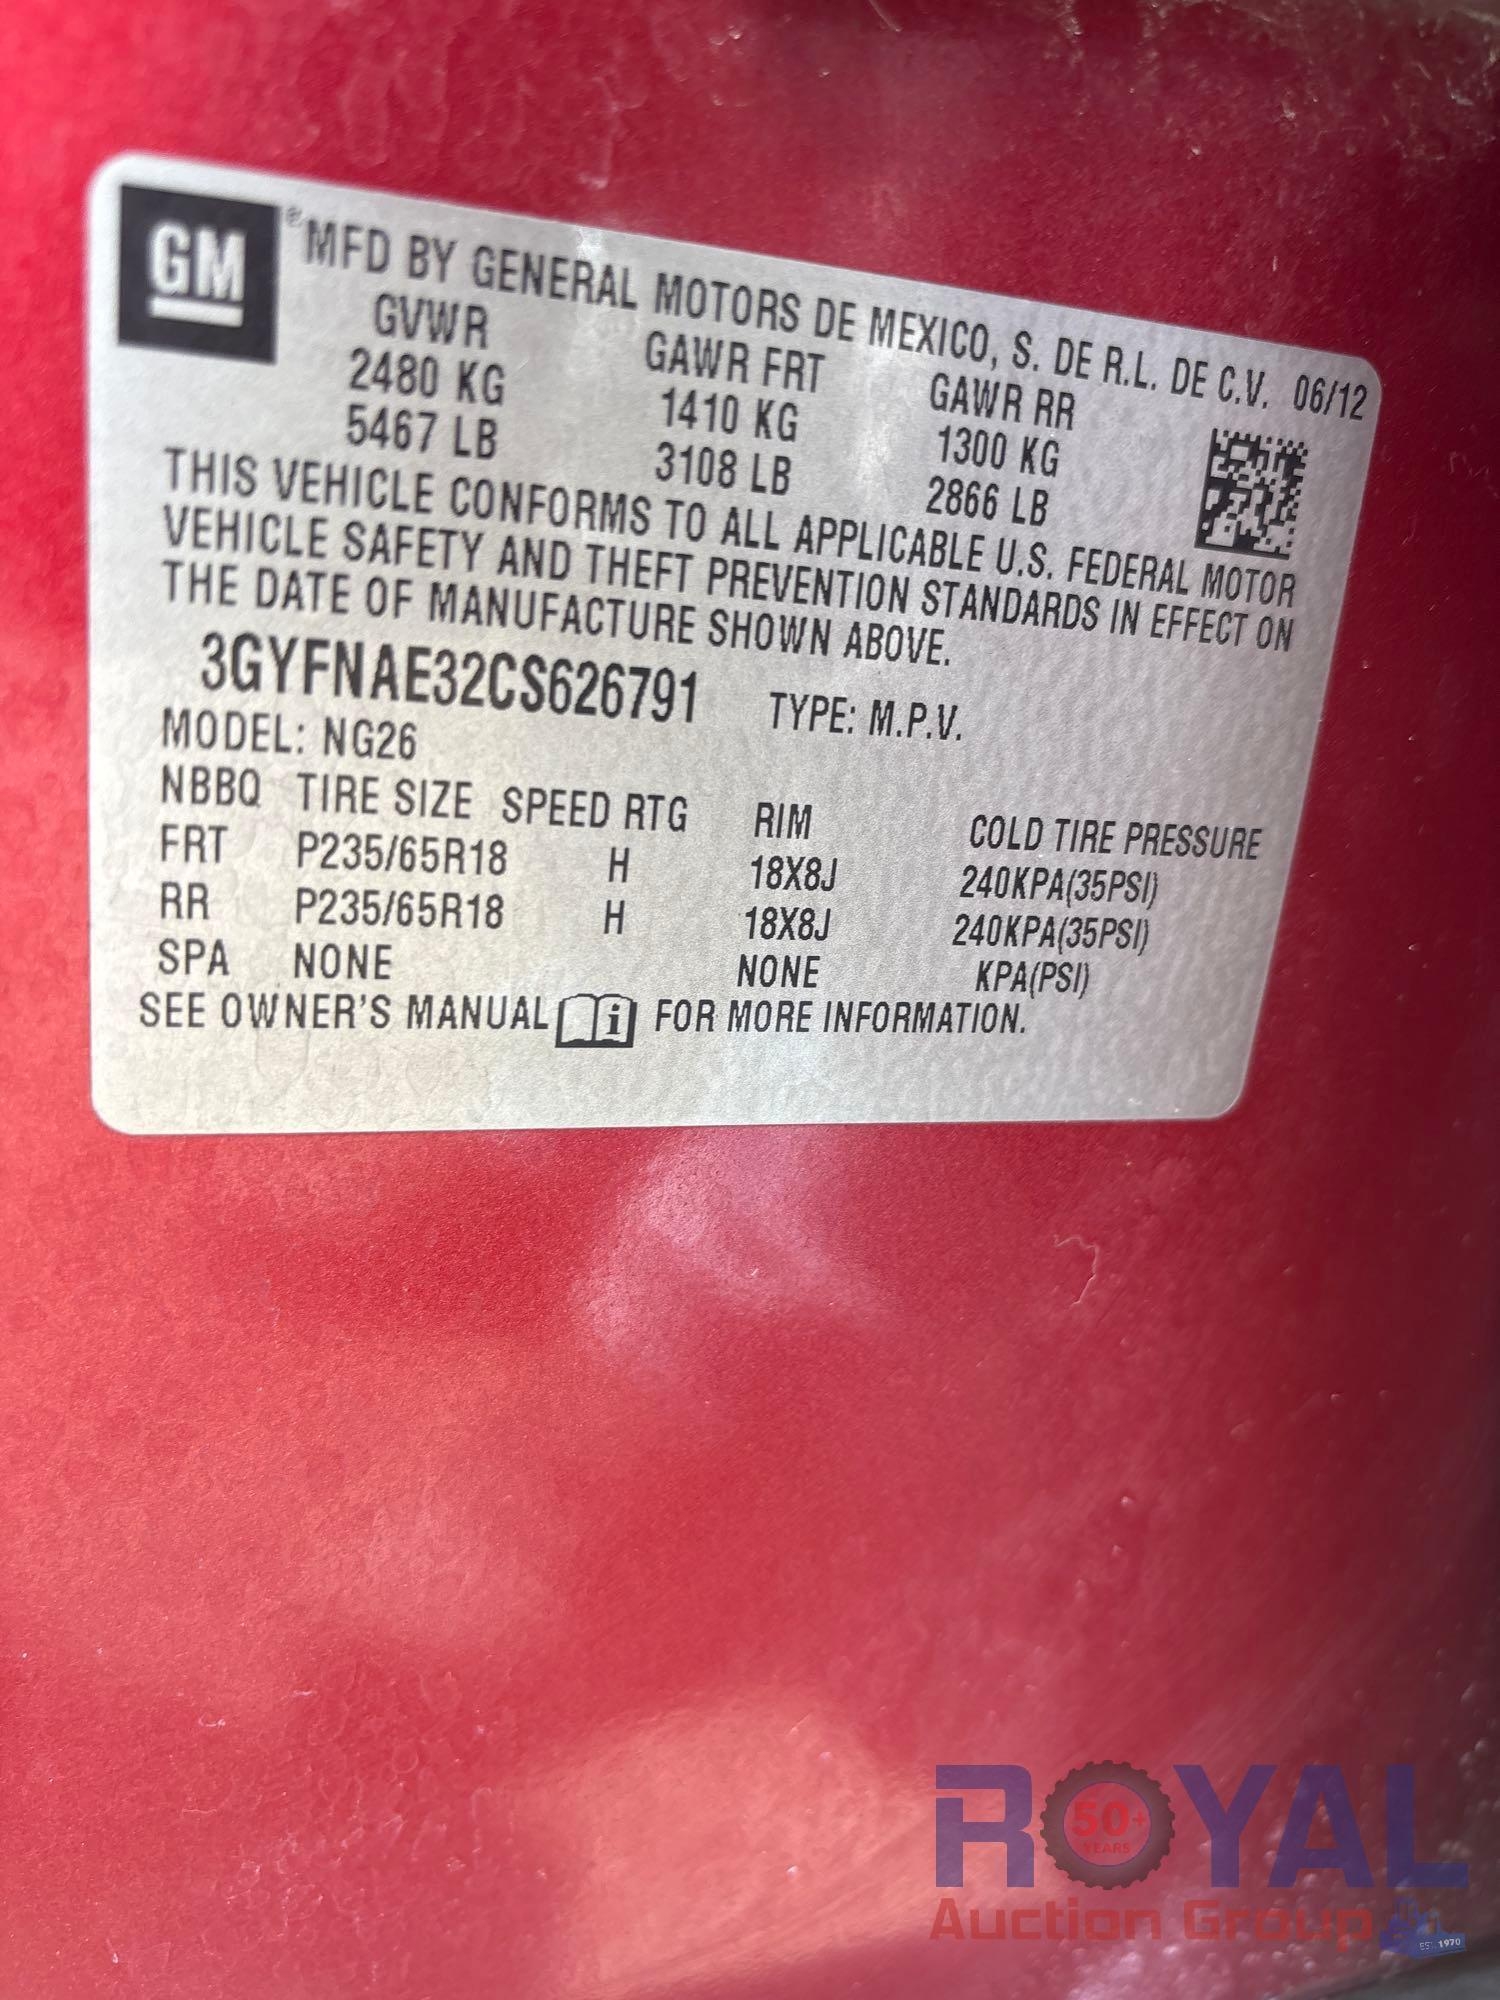 GM ® MFD BY GENERAL MOTORS DE MEXICO, S. DE R.L. DE C.V. 06/12
GVWR GAWR FRT GAWR RR
2480 KG 1410 KG 1300 KG
5467 LB 3108 LB 2866 LB
THIS VEHICLE CONFORMS TO ALL APPLICABLE U.S. FEDERAL MOTOR
VEHICLE SAFETY AND THEFT PREVENTION STANDARDS IN EFFECT ON
THE DATE OF MANUFACTURE SHOWN ABOVE.
3GYFNAE32CS626791 TYPE: M.P.V.
MODEL: NG26
NBBQ TIRE SIZE SPEED RTG RIM COLD TIRE PRESSURE
FRT P235/65R18 H 18X8J 240KPA(35PSI)
RR P235/65R18 H 18X8J 240KPA(35PSI)
SPA NONE NONE KPA(PSI)
SEE OWNER'S MANUAL i FOR MORE INFORMATION.
ROYAL
50+
YEARS
Auction Group
EST. 1970